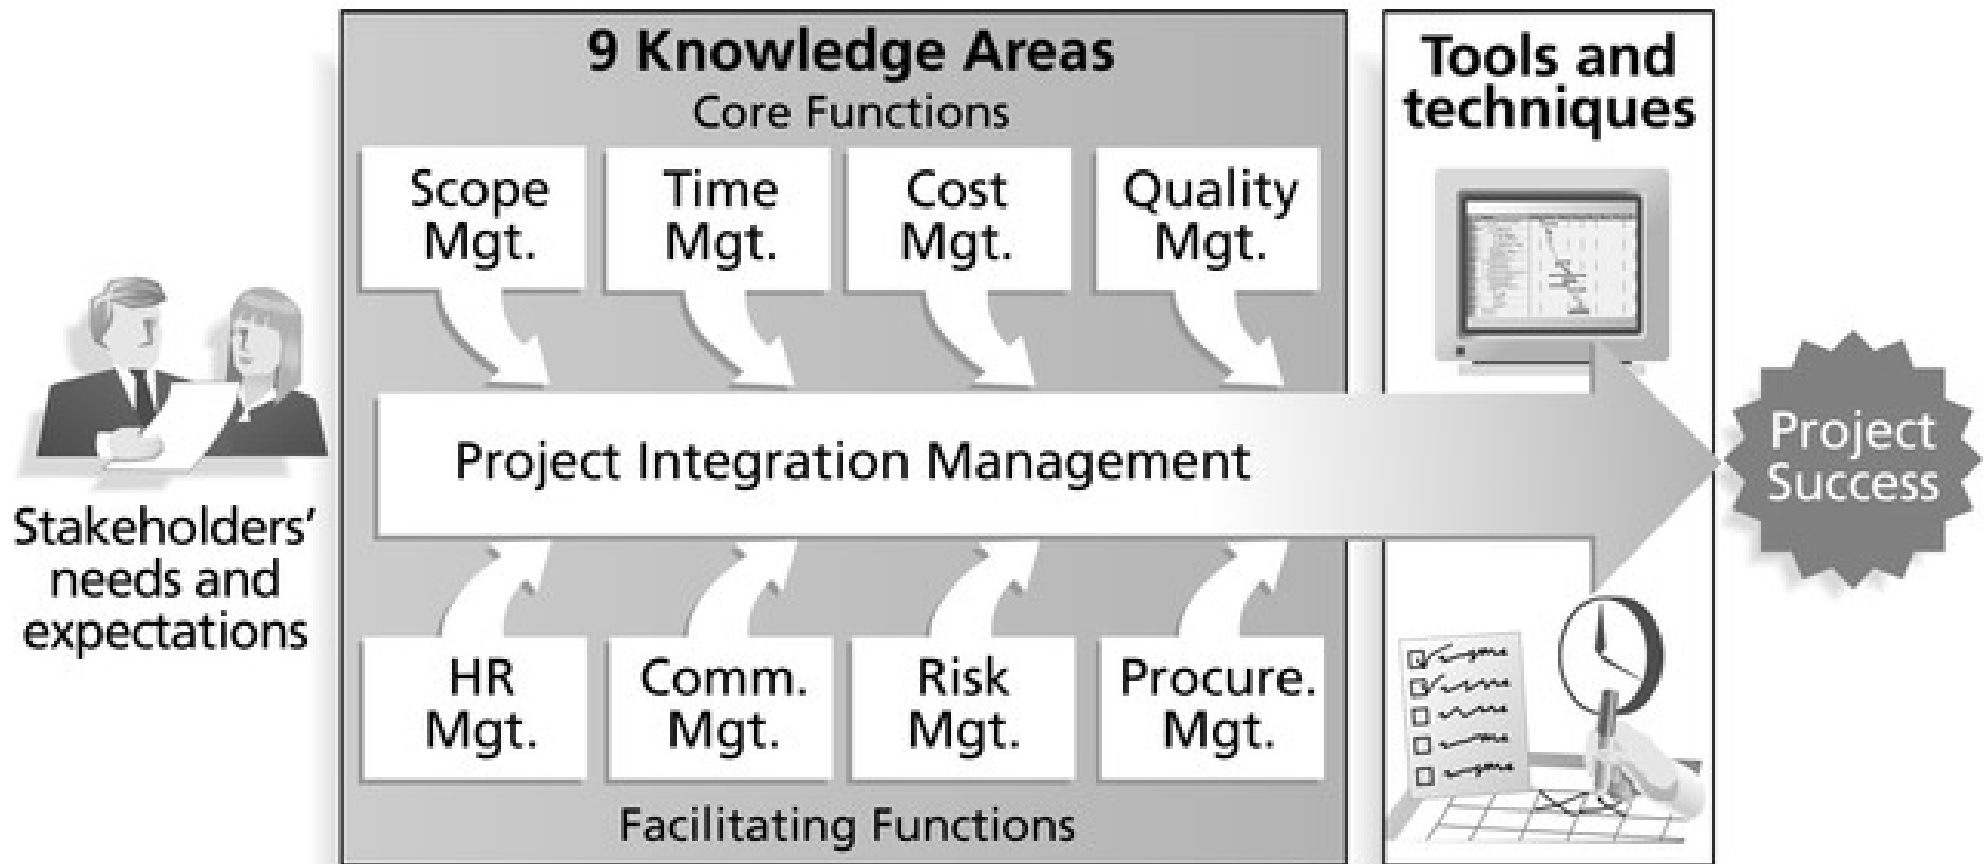 9 Knowledge Areas
Core Functions
Scope
Mgt.
Time
Mgt.
Cost
Mgt.
Quality
Mgt.
Tools and
techniques
Stakeholders’
needs and
expectations
Project Integration Management
Project
Success
HR
Mgt.
Comm.
Mgt.
Risk
Mgt.
Procure.
Mgt.
Facilitating Functions